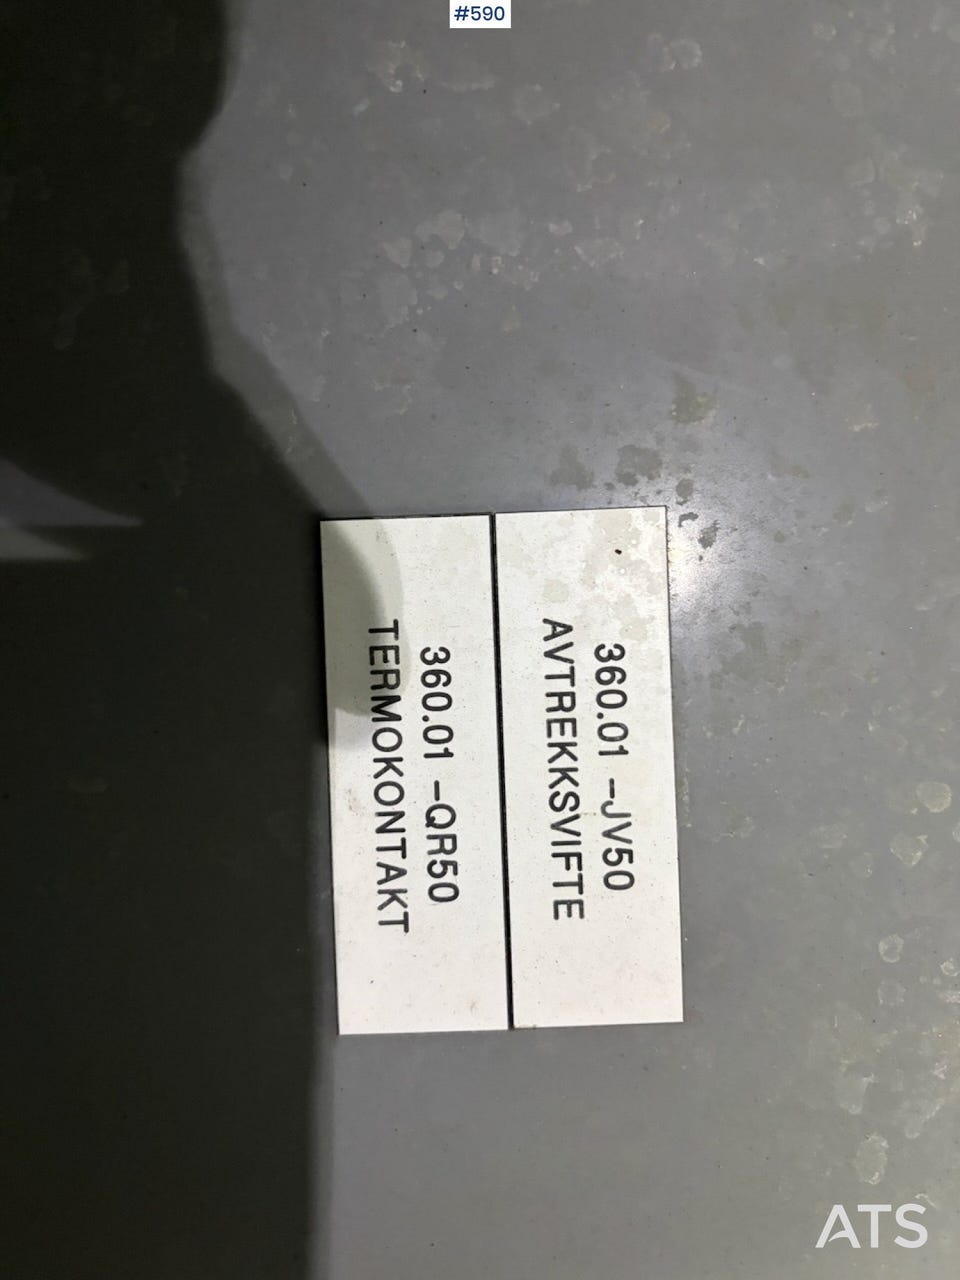 #590
360.01 -JV50
AVTREKKSVIFTE
360.01 -QR50
TERMOKONTAKT
ATS